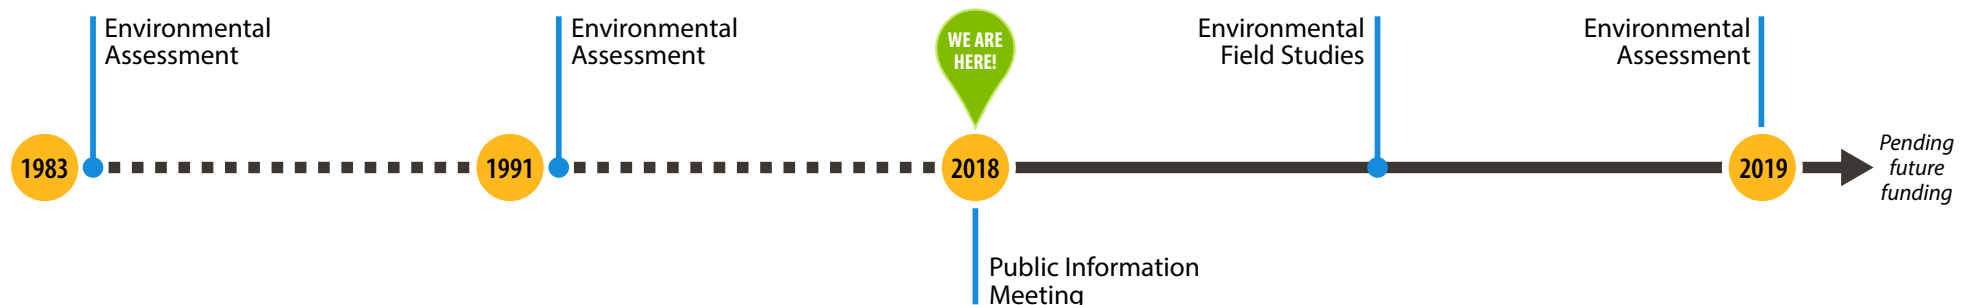 Environmental
Assessment
Environmental
Assessment
WE ARE
HERE!
Environmental
Field Studies
Environmental
Assessment
1983
1991
2018
2019
Pending
future
funding
Public Information
Meeting